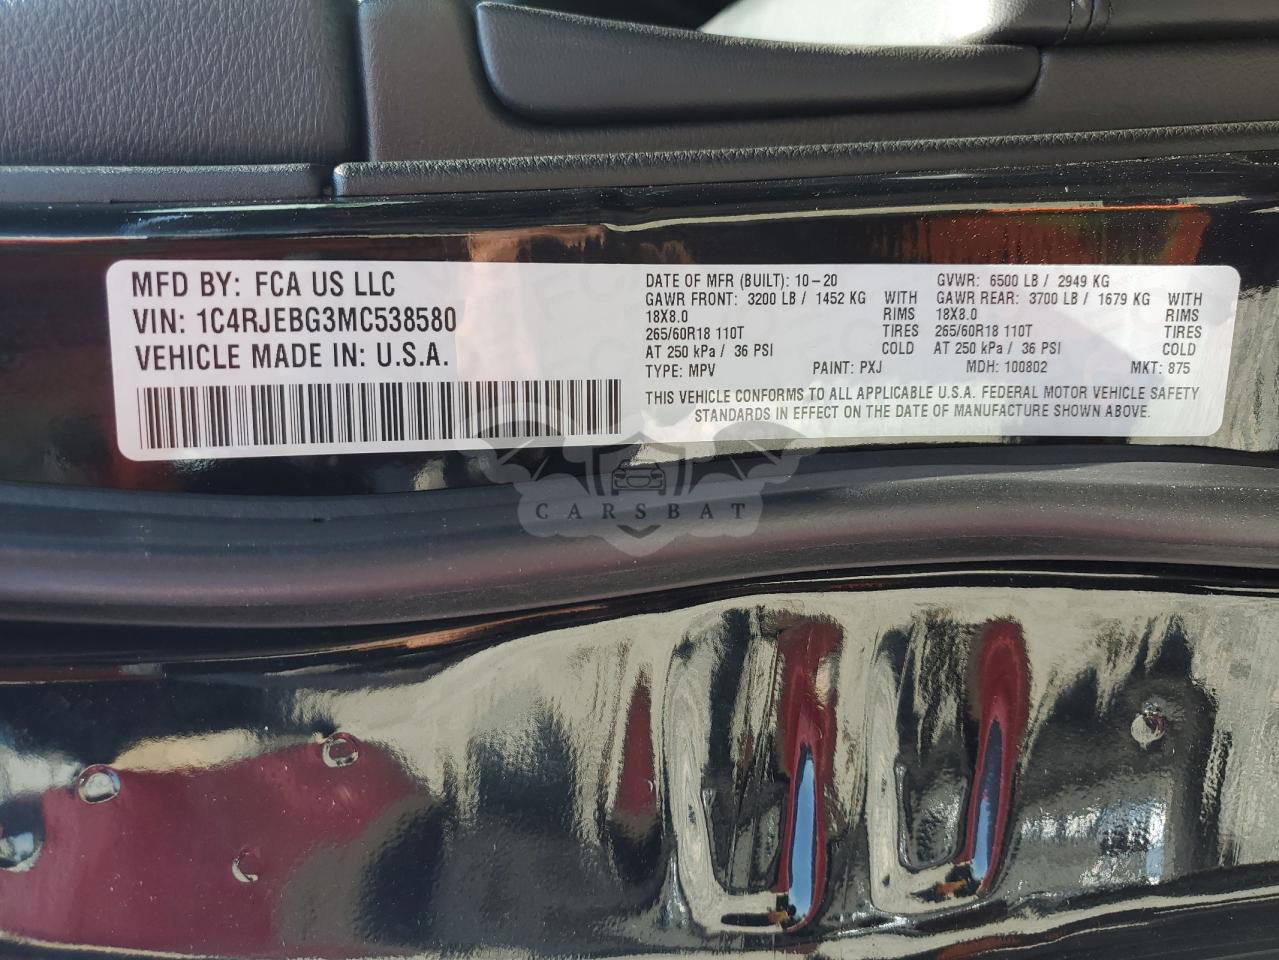 MFD BY: FCA US LLC
VIN: 1C4RJEBG3MC538580
VEHICLE MADE IN: U.S.A.
DATE OF MFR (BUILT): 10-20
GAWR FRONT: 3200 LB / 1452 KG WITH
18X8.0 RIMS
265/60R18 110T TIRES
AT 250 kPa / 36 PSI COLD
TYPE: MPV PAINT: PXJ
GVWR: 6500 LB / 2949 KG
GAWR REAR: 3700 LB / 1679 KG WITH
18X8.0 RIMS
265/60R18 110T TIRES
AT 250 kPa / 36 PSI COLD
MDH: 100802 MKT: 875
THIS VEHICLE CONFORMS TO ALL APPLICABLE U.S.A. FEDERAL MOTOR VEHICLE SAFETY
STANDARDS IN EFFECT ON THE DATE OF MANUFACTURE SHOWN ABOVE.
CARSBAT